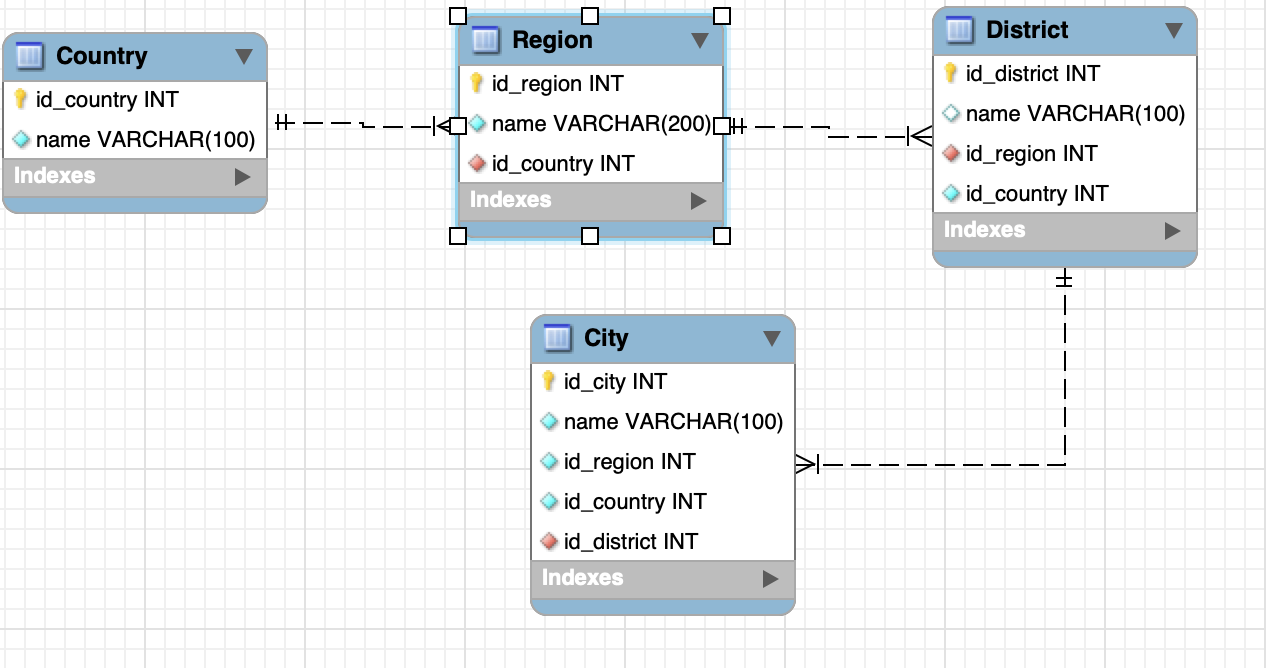 Country
id_country INT
name VARCHAR(100)
Indexes
Region
id_region INT
name VARCHAR(200)
id_country INT
Indexes
District
id_district INT
name VARCHAR(100)
id_region INT
id_country INT
Indexes
City
id_city INT
name VARCHAR(100)
id_region INT
id_country INT
id_district INT
Indexes